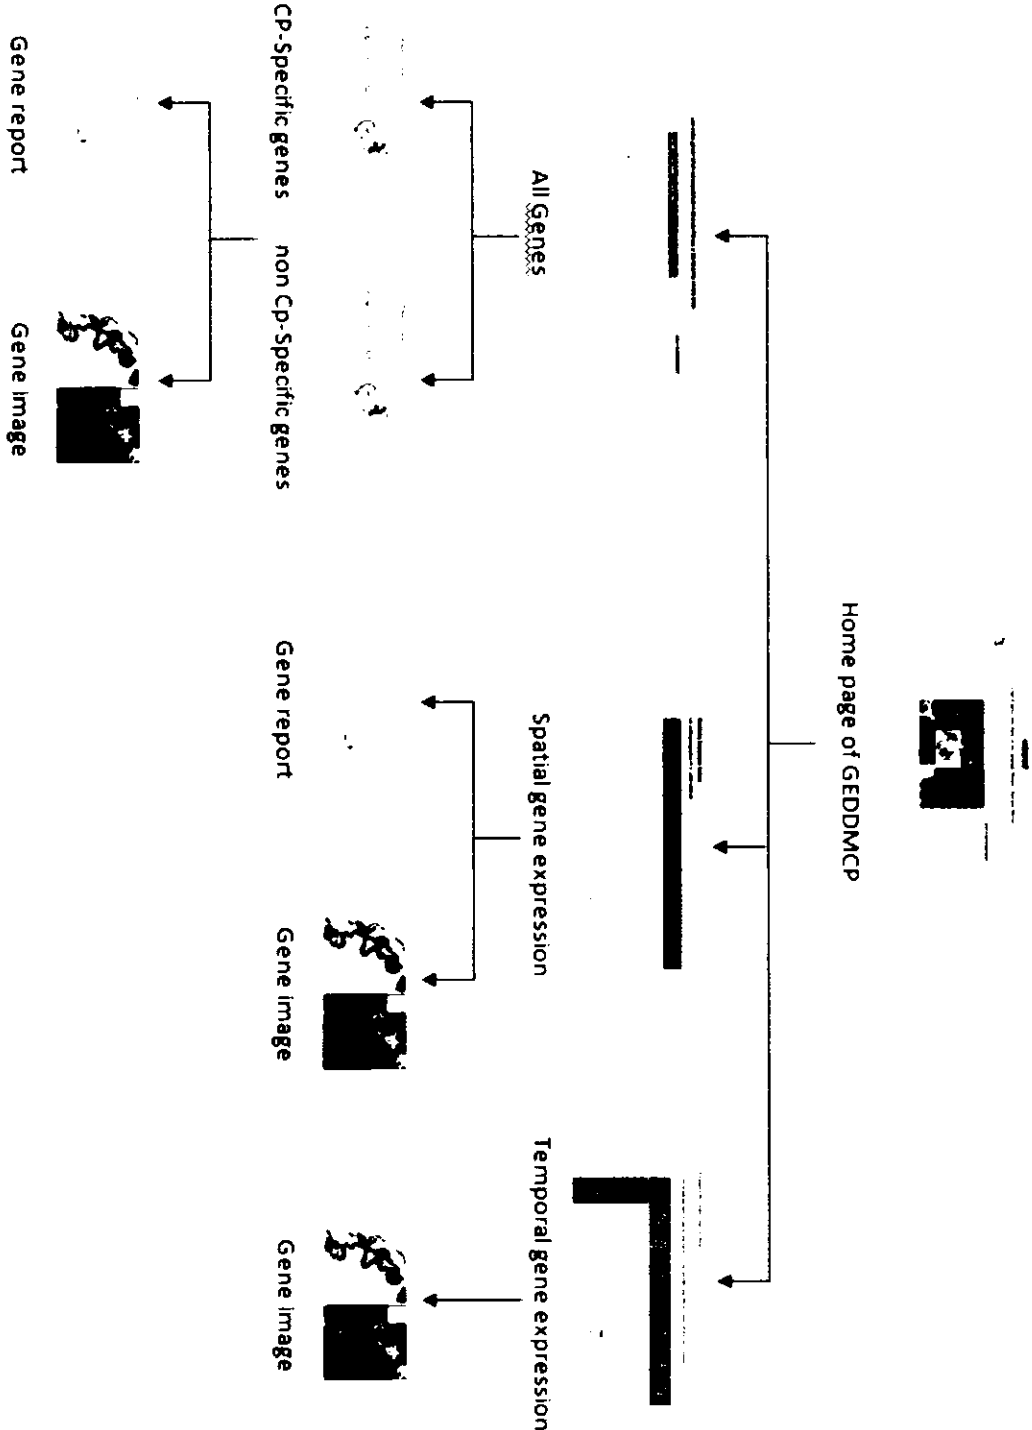 Home page of GEDDMCP
All Genes
Spatial gene expression
Temporal gene expression
CP-Specific genes
non Cp-Specific genes
Gene report
Gene image
Gene image
Gene report
Gene image